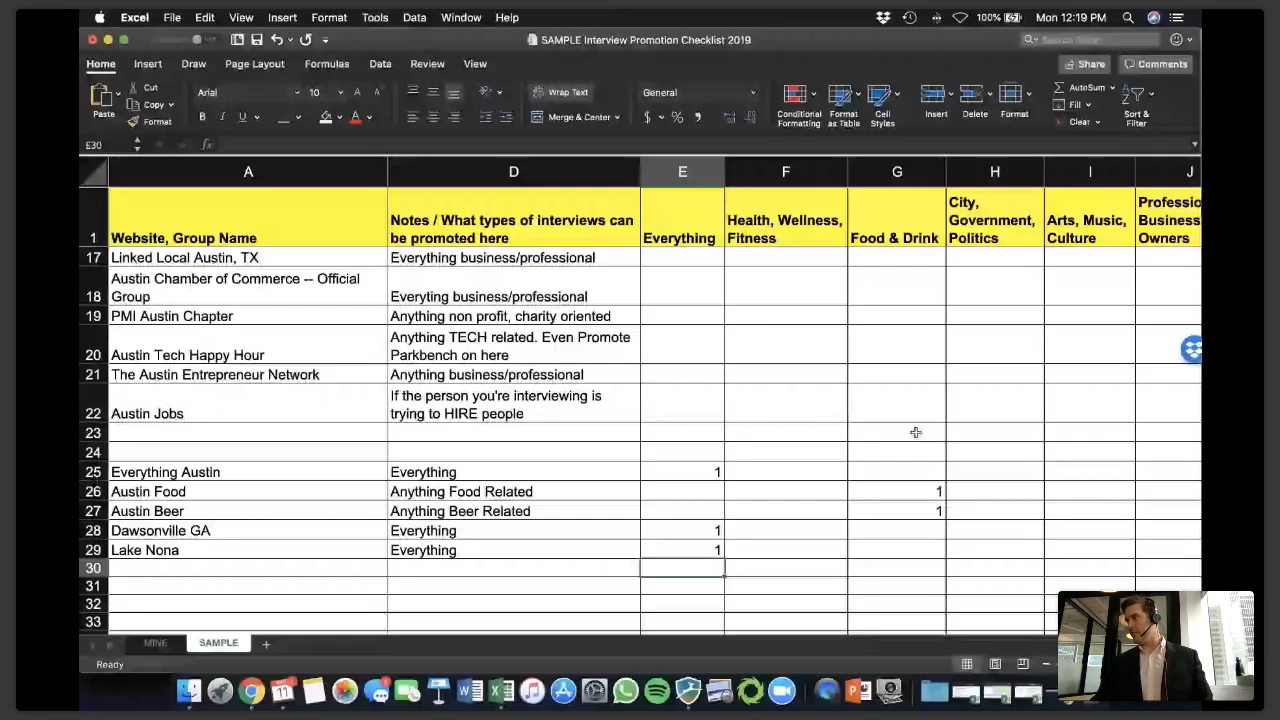 Excel File Edit View Insert Format Tools Data Window Help 100% Mon 12:19 PM
SAMPLE Interview Promotion Checklist 2019
Home Insert Draw Page Layout Formulas Data Review View Share Comments
Paste Cut Copy Format
Arial 10
Wrap Text
Merge & Center
General
Conditional Formatting
Format as Table
Cell Styles
Insert Delete Format
AutoSum
Fill
Clear
Sort & Filter
E30 fx
A D E F G H I J
1 Website, Group Name
Notes / What types of interviews can
be promoted here
Everything
Health, Wellness,
Fitness
Food & Drink
City,
Government,
Politics
Arts, Music,
Culture
Professio
Business
Owners
17 Linked Local Austin, TX Everything business/professional
18 Austin Chamber of Commerce -- Official
Group Everyting business/professional
19 PMI Austin Chapter Anything non profit, charity oriented
20 Austin Tech Happy Hour Anything TECH related. Even Promote
Parkbench on here
21 The Austin Entrepreneur Network Anything business/professional
22 Austin Jobs If the person you're interviewing is
trying to HIRE people
23
24
25 Everything Austin Everything 1
26 Austin Food Anything Food Related 1
27 Austin Beer Anything Beer Related 1
28 Dawsonville GA Everything 1
29 Lake Nona Everything 1
30
31
32
33
MINE SAMPLE +
Ready